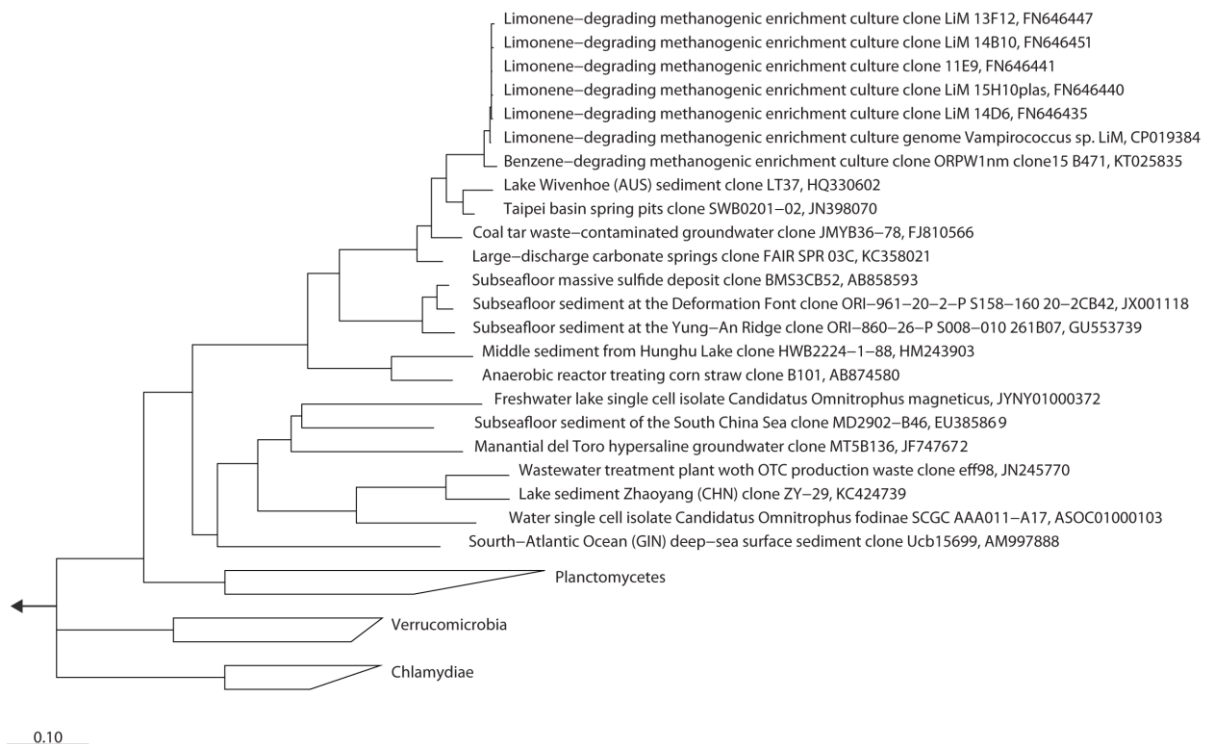 Limonene−degrading methanogenic enrichment culture clone LiM 13F12, FN646447
Limonene−degrading methanogenic enrichment culture clone LiM 14B10, FN646451
Limonene−degrading methanogenic enrichment culture clone 11E9, FN646441
Limonene−degrading methanogenic enrichment culture clone LiM 15H10plas, FN646440
Limonene−degrading methanogenic enrichment culture clone LiM 14D6, FN646435
Limonene−degrading methanogenic enrichment culture genome Vampirococcus sp. LiM, CP019384
Benzene−degrading methanogenic enrichment culture clone ORPW1nm clone15 B471, KT025835
Lake Wivenhoe (AUS) sediment clone LT37, HQ330602
Taipei basin spring pits clone SWB0201−02, JN398070
Coal tar waste−contaminated groundwater clone JMYB36−78, FJ810566
Large−discharge carbonate springs clone FAIR SPR 03C, KC358021
Subseafloor massive sulfide deposit clone BMS3CB52, AB858593
Subseafloor sediment at the Deformation Font clone ORI−961−20−2−P S158−160 20−2CB42, JX001118
Subseafloor sediment at the Yung−An Ridge clone ORI−860−26−P S008−010 261B07, GU553739
Middle sediment from Hunghu Lake clone HWB2224−1−88, HM243903
Anaerobic reactor treating corn straw clone B101, AB874580
Freshwater lake single cell isolate Candidatus Omnitrophus magneticus, JYNY01000372
Subseafloor sediment of the South China Sea clone MD2902−B46, EU385869
Manantial del Toro hypersaline groundwater clone MT5B136, JF747672
Wastewater treatment plant woth OTC production waste clone eff98, JN245770
Lake sediment Zhaoyang (CHN) clone ZY−29, KC424739
Water single cell isolate Candidatus Omnitrophus fodinae SCGC AAA011−A17, ASOC01000103
Sourth−Atlantic Ocean (GIN) deep−sea surface sediment clone Ucb15699, AM997888
Planctomycetes
Verrucomicrobia
Chlamydiae
0.10